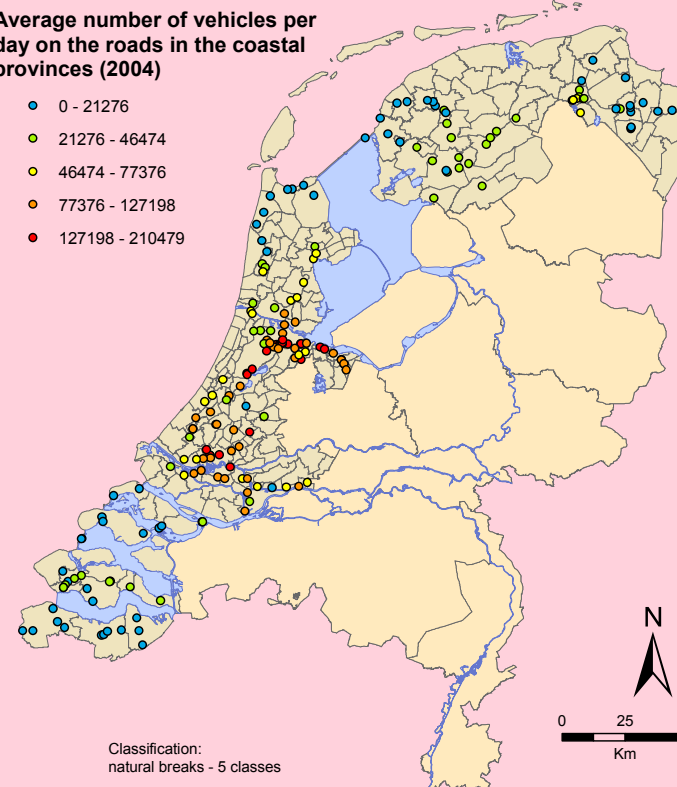 Average number of vehicles per
day on the roads in the coastal
provinces (2004)
0 - 21276
21276 - 46474
46474 - 77376
77376 - 127198
127198 - 210479
N
0 25
Km
Classification:
natural breaks - 5 classes